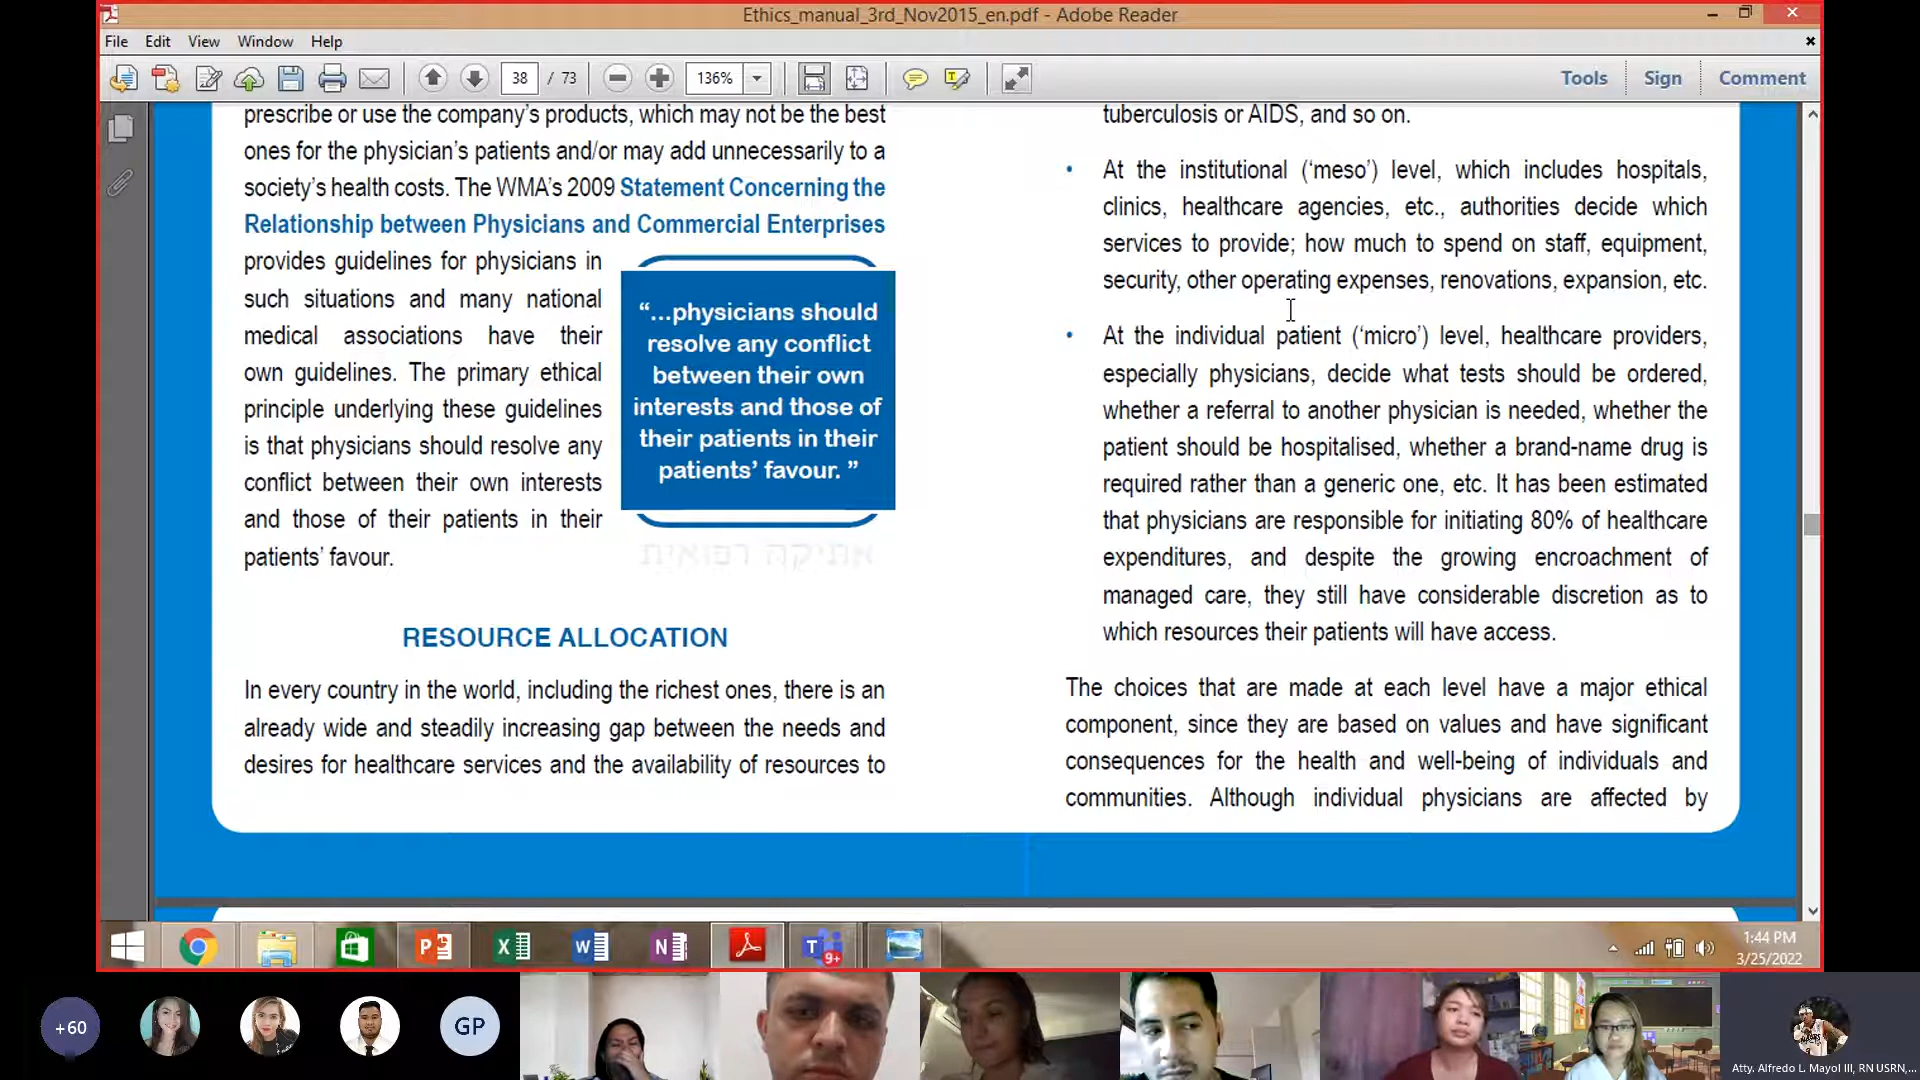 Ethics_manual_3rd_Nov2015_en.pdf - Adobe Reader
File Edit View Window Help
38 / 73
136%
Tools Sign Comment
prescribe or use the company's products, which may not be the best
ones for the physician's patients and/or may add unnecessarily to a
society's health costs. The WMA's 2009 Statement Concerning the
Relationship between Physicians and Commercial Enterprises
provides guidelines for physicians in
such situations and many national
medical associations have their
own guidelines. The primary ethical
principle underlying these guidelines
is that physicians should resolve any
conflict between their own interests
and those of their patients in their
patients' favour.
“...physicians should
resolve any conflict
between their own
interests and those of
their patients in their
patients' favour. ”
אתיקה רפואית
RESOURCE ALLOCATION
In every country in the world, including the richest ones, there is an
already wide and steadily increasing gap between the needs and
desires for healthcare services and the availability of resources to
tuberculosis or AIDS, and so on.
• At the institutional (‘meso’) level, which includes hospitals,
clinics, healthcare agencies, etc., authorities decide which
services to provide; how much to spend on staff, equipment,
security, other operating expenses, renovations, expansion, etc.
• At the individual patient (‘micro’) level, healthcare providers,
especially physicians, decide what tests should be ordered,
whether a referral to another physician is needed, whether the
patient should be hospitalised, whether a brand-name drug is
required rather than a generic one, etc. It has been estimated
that physicians are responsible for initiating 80% of healthcare
expenditures, and despite the growing encroachment of
managed care, they still have considerable discretion as to
which resources their patients will have access.
The choices that are made at each level have a major ethical
component, since they are based on values and have significant
consequences for the health and well-being of individuals and
communities. Although individual physicians are affected by
9+
1:44 PM
3/25/2022
+60
GP
Atty. Alfredo L. Mayol III, RN USRN,...